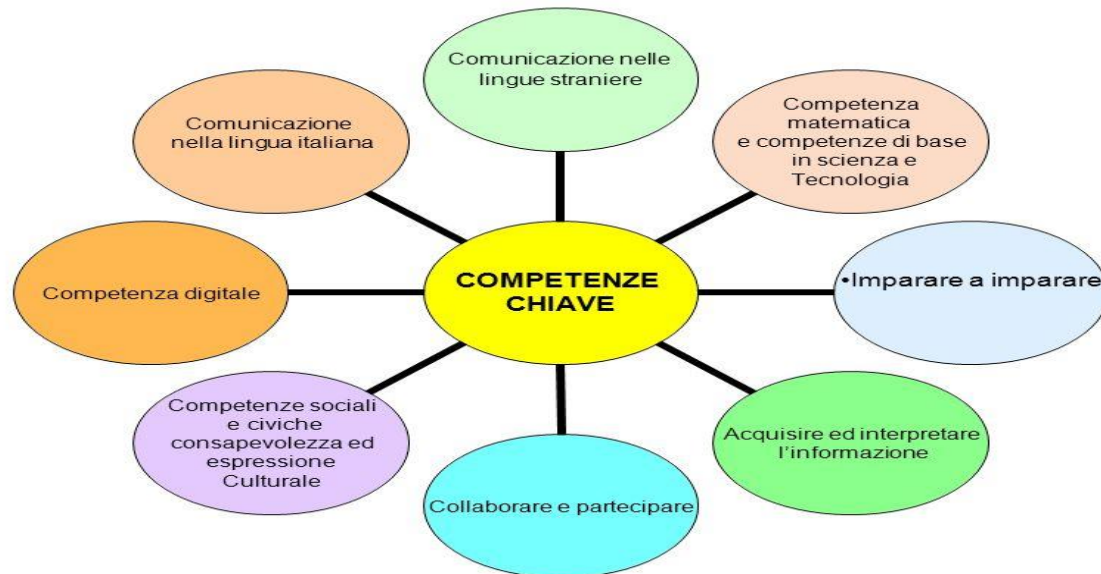 Comunicazione nelle
lingue straniere
Comunicazione
nella lingua italiana
Competenza
matematica
e competenze di base
in scienza e
Tecnologia
Competenza digitale
COMPETENZE
CHIAVE
•Imparare a imparare
Competenze sociali
e civiche
consapevolezza ed
espressione
Culturale
Acquisire ed interpretare
l'informazione
Collaborare e partecipare